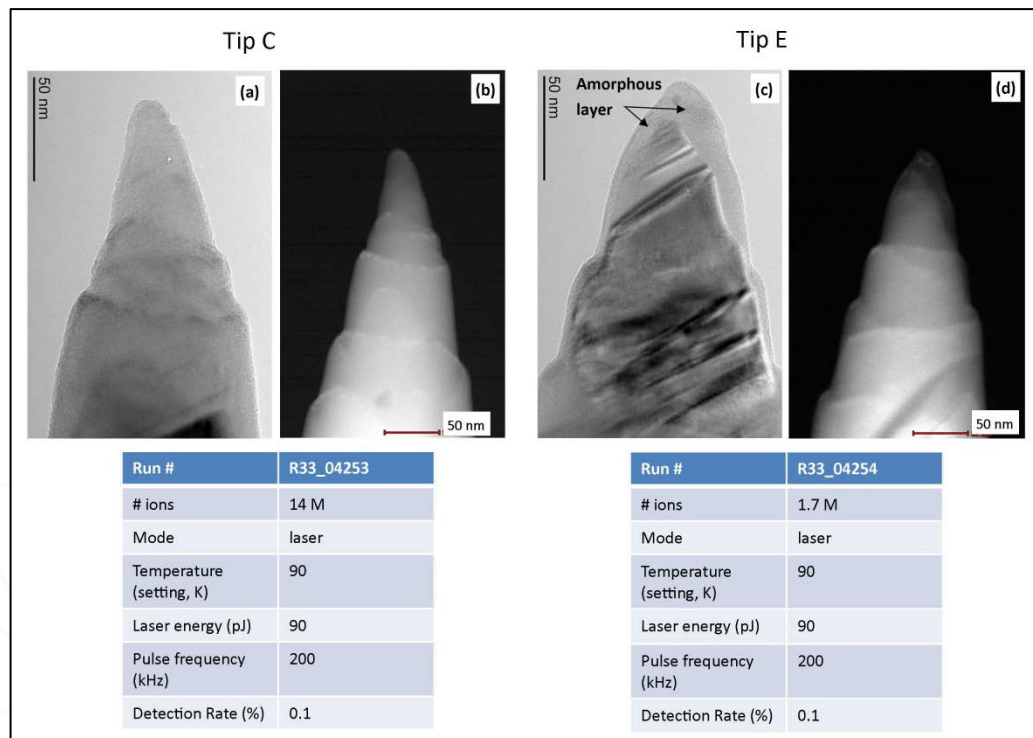 Tip C
Tip E
50 nm
(a)
(b)
50 nm
50 nm
Amorphous
layer
(c)
(d)
50 nm
Run # R33_04253
# ions 14 M
Mode laser
Temperature 90
(setting, K)
Laser energy (pJ) 90
Pulse frequency 200
(kHz)
Detection Rate (%) 0.1
Run # R33_04254
# ions 1.7 M
Mode laser
Temperature 90
(setting, K)
Laser energy (pJ) 90
Pulse frequency 200
(kHz)
Detection Rate (%) 0.1